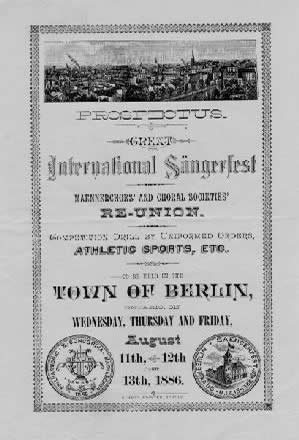 PROSPECTUS.
GREAT
International Sängerfest
MAENNERCHORS' AND CHORAL SOCIETIES'
RE-UNION.
COMPETITION DRILL BY UNIFORMED ORDERS,
ATHLETIC SPORTS, ETC.
TO BE HELD IN THE
TOWN OF BERLIN,
ONTARIO, ON
WEDNESDAY, THURSDAY AND FRIDAY,
August
11th, 12th
AND
13th, 1886.